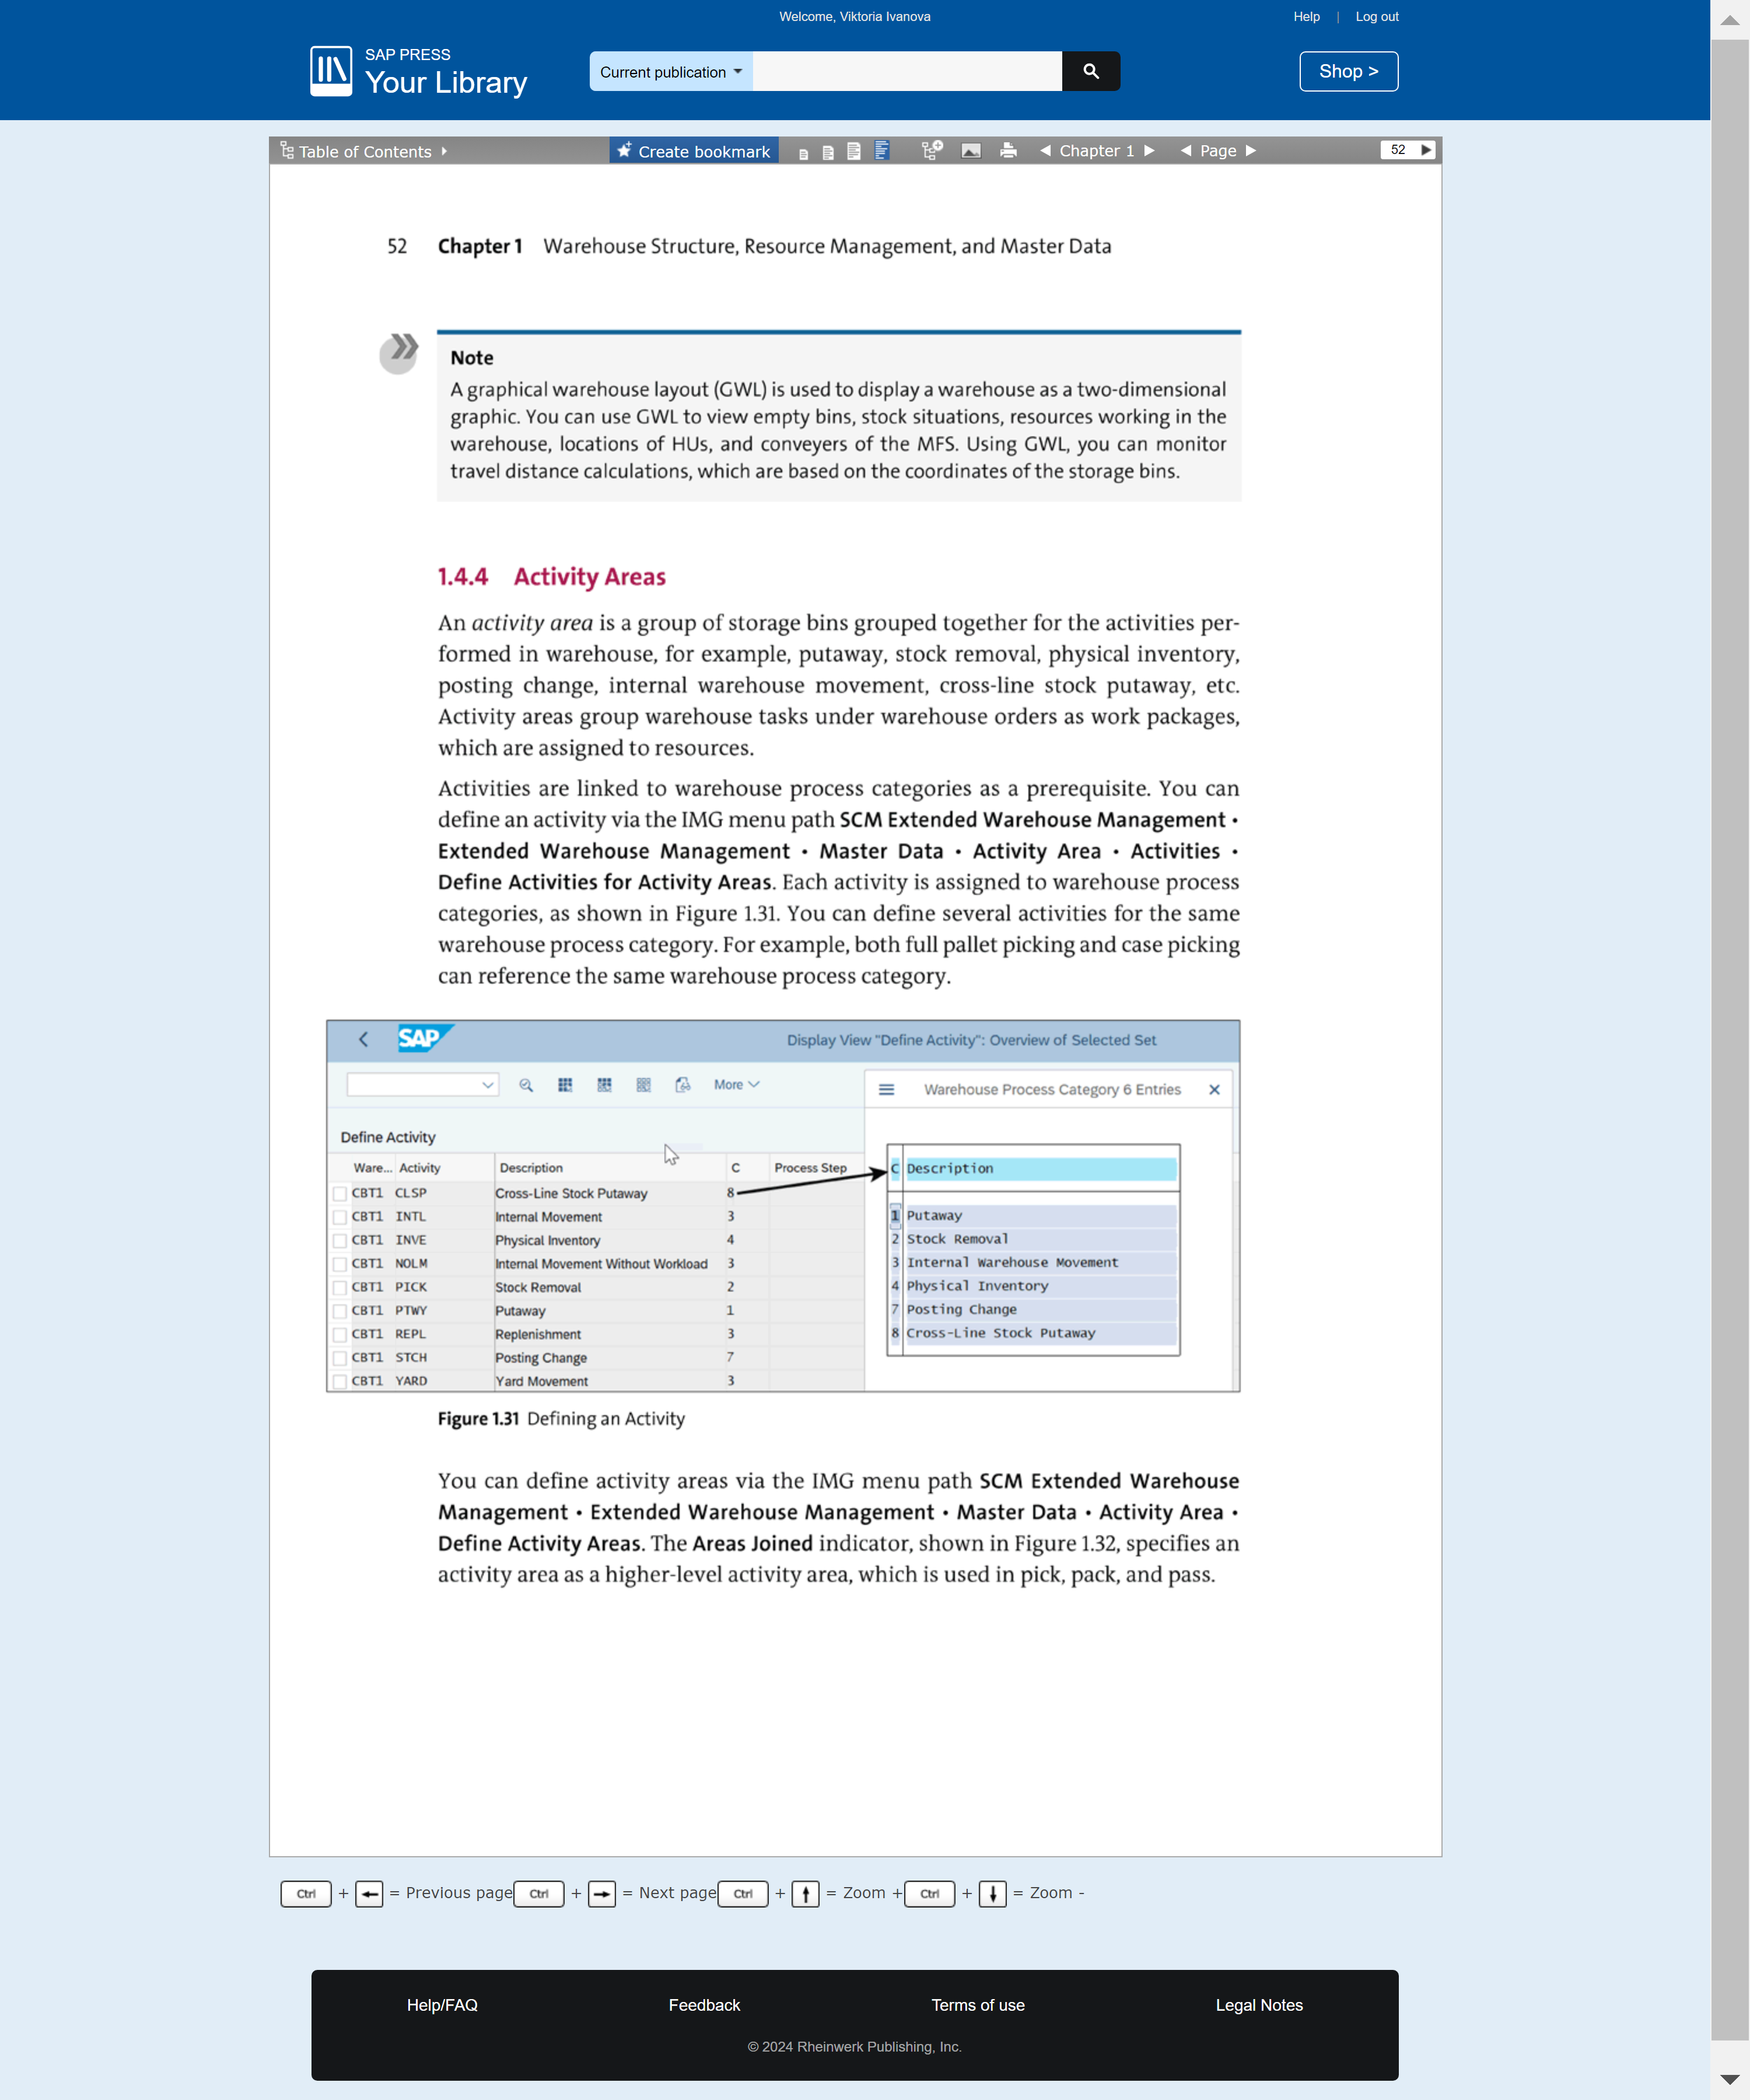 Welcome, Viktoria Ivanova
Help | Log out
SAP PRESS
Your Library
Current publication
Shop >
Table of Contents
Create bookmark
Chapter 1
Page
52
52 Chapter 1 Warehouse Structure, Resource Management, and Master Data
Note
A graphical warehouse layout (GWL) is used to display a warehouse as a two-dimensional
graphic. You can use GWL to view empty bins, stock situations, resources working in the
warehouse, locations of HUs, and conveyers of the MFS. Using GWL, you can monitor
travel distance calculations, which are based on the coordinates of the storage bins.
1.4.4 Activity Areas
An activity area is a group of storage bins grouped together for the activities per-
formed in warehouse, for example, putaway, stock removal, physical inventory,
posting change, internal warehouse movement, cross-line stock putaway, etc.
Activity areas group warehouse tasks under warehouse orders as work packages,
which are assigned to resources.
Activities are linked to warehouse process categories as a prerequisite. You can
define an activity via the IMG menu path SCM Extended Warehouse Management •
Extended Warehouse Management • Master Data • Activity Area • Activities •
Define Activities for Activity Areas. Each activity is assigned to warehouse process
categories, as shown in Figure 1.31. You can define several activities for the same
warehouse process category. For example, both full pallet picking and case picking
can reference the same warehouse process category.
SAP
Display View "Define Activity": Overview of Selected Set
More
Warehouse Process Category 6 Entries
Define Activity
Ware... Activity Description C Process Step
CBT1 CLSP Cross-Line Stock Putaway 8
CBT1 INTL Internal Movement 3
CBT1 INVE Physical Inventory 4
CBT1 NOLM Internal Movement Without Workload 3
CBT1 PICK Stock Removal 2
CBT1 PTWY Putaway 1
CBT1 REPL Replenishment 3
CBT1 STCH Posting Change 7
CBT1 YARD Yard Movement 3
C Description
1 Putaway
2 Stock Removal
3 Internal Warehouse Movement
4 Physical Inventory
7 Posting Change
8 Cross-Line Stock Putaway
Figure 1.31 Defining an Activity
You can define activity areas via the IMG menu path SCM Extended Warehouse
Management • Extended Warehouse Management • Master Data • Activity Area •
Define Activity Areas. The Areas Joined indicator, shown in Figure 1.32, specifies an
activity area as a higher-level activity area, which is used in pick, pack, and pass.
Ctrl + ← = Previous page Ctrl + → = Next page Ctrl + ↑ = Zoom + Ctrl + ↓ = Zoom -
Help/FAQ Feedback Terms of use Legal Notes
© 2024 Rheinwerk Publishing, Inc.